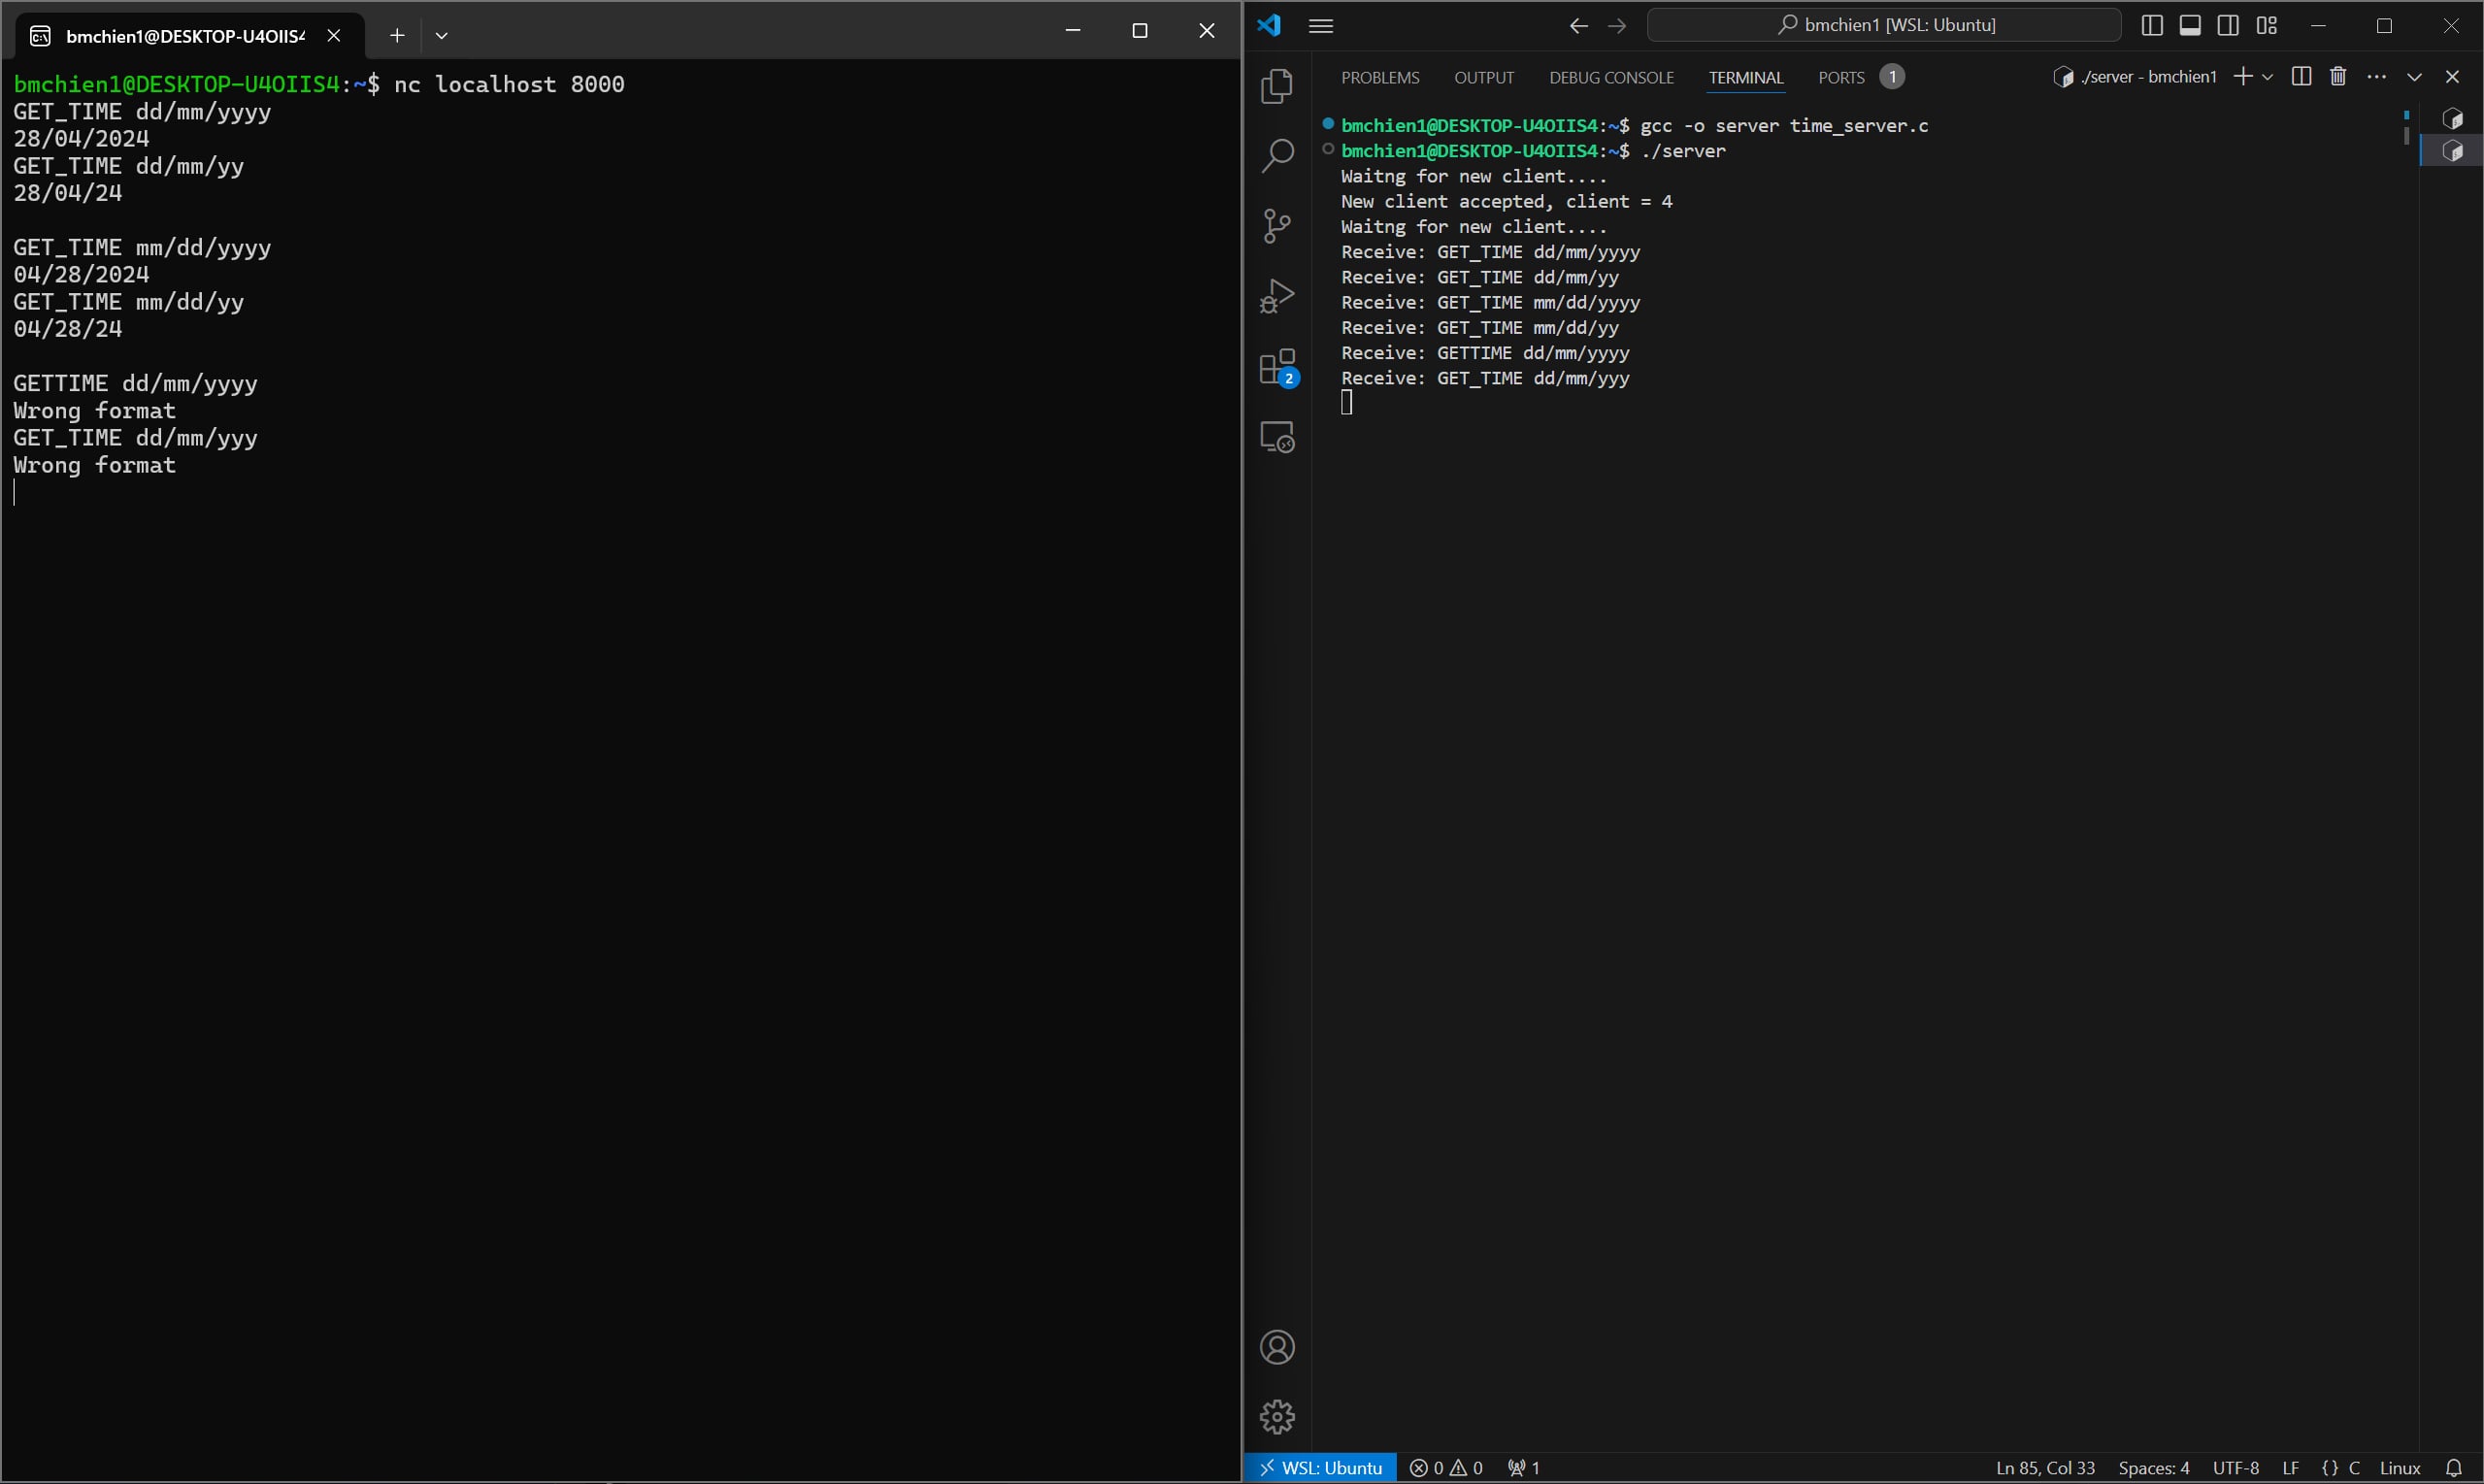 bmchien1@DESKTOP-U4OIIS4
bmchien1@DESKTOP-U4OIIS4:~$ nc localhost 8000
GET_TIME dd/mm/yyyy
28/04/2024
GET_TIME dd/mm/yy
28/04/24
GET_TIME mm/dd/yyyy
04/28/2024
GET_TIME mm/dd/yy
04/28/24
GETTIME dd/mm/yyyy
Wrong format
GET_TIME dd/mm/yyy
Wrong format
bmchien1 [WSL: Ubuntu]
PROBLEMS OUTPUT DEBUG CONSOLE TERMINAL PORTS 1 ./server - bmchien1
bmchien1@DESKTOP-U4OIIS4:~$ gcc -o server time_server.c
bmchien1@DESKTOP-U4OIIS4:~$ ./server
Waitng for new client....
New client accepted, client = 4
Waitng for new client....
Receive: GET_TIME dd/mm/yyyy
Receive: GET_TIME dd/mm/yy
Receive: GET_TIME mm/dd/yyyy
Receive: GET_TIME mm/dd/yy
Receive: GETTIME dd/mm/yyyy
Receive: GET_TIME dd/mm/yyy
2
WSL: Ubuntu 0 0 1 Ln 85, Col 33 Spaces: 4 UTF-8 LF {} C Linux